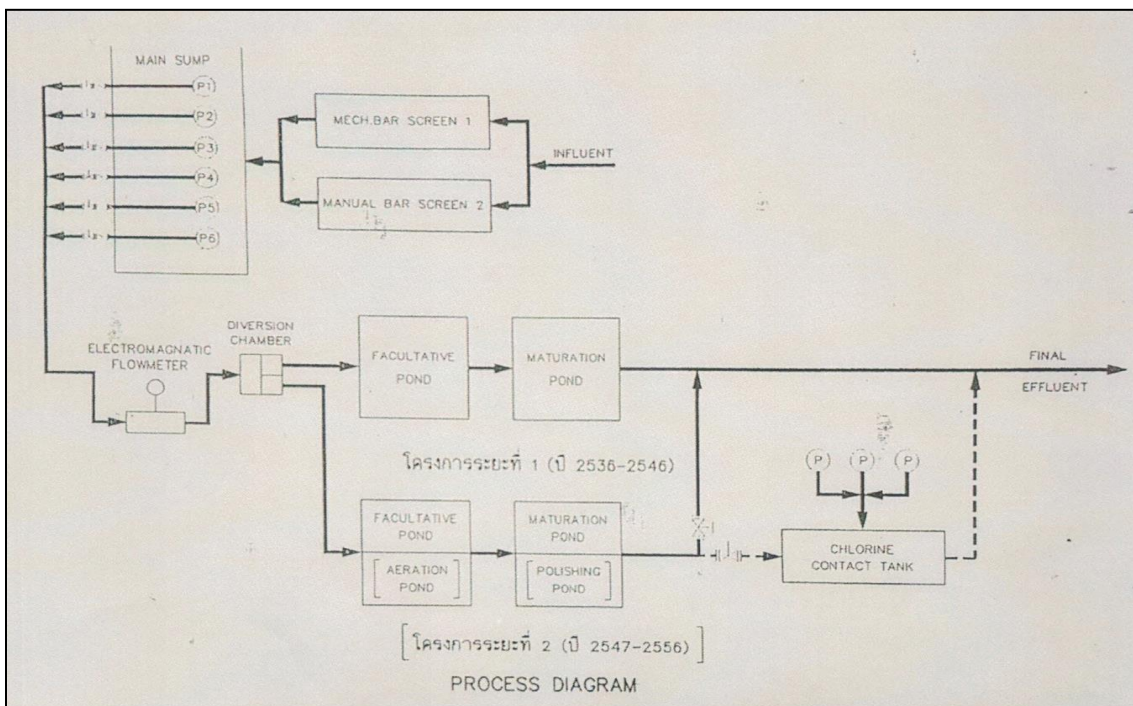 MAIN SUMP
P1
P2
P3
P4
P5
P6
MECH.BAR SCREEN 1
MANUAL BAR SCREEN 2
INFLUENT
ELECTROMAGNETIC
FLOWMETER
DIVERSION
CHAMBER
FACULTATIVE
POND
MATURATION
POND
FINAL
EFFLUENT
โครงการระยะที่ 1 (ปี 2536-2546)
P
P
P
FACULTATIVE
POND
[AERATION
POND]
MATURATION
POND
[POLISHING
POND]
CHLORINE
CONTACT TANK
[โครงการระยะที่ 2 (ปี 2547-2556)]
PROCESS DIAGRAM